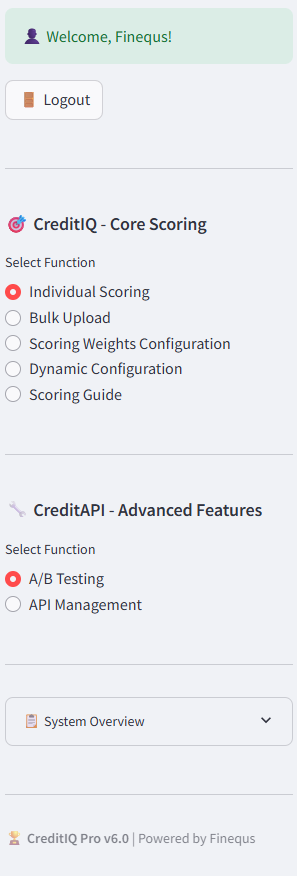 Welcome, Finequs!
Logout
CreditIQ - Core Scoring
Select Function
Individual Scoring
Bulk Upload
Scoring Weights Configuration
Dynamic Configuration
Scoring Guide
CreditAPI - Advanced Features
Select Function
A/B Testing
API Management
System Overview
CreditIQ Pro v6.0 | Powered by Finequs